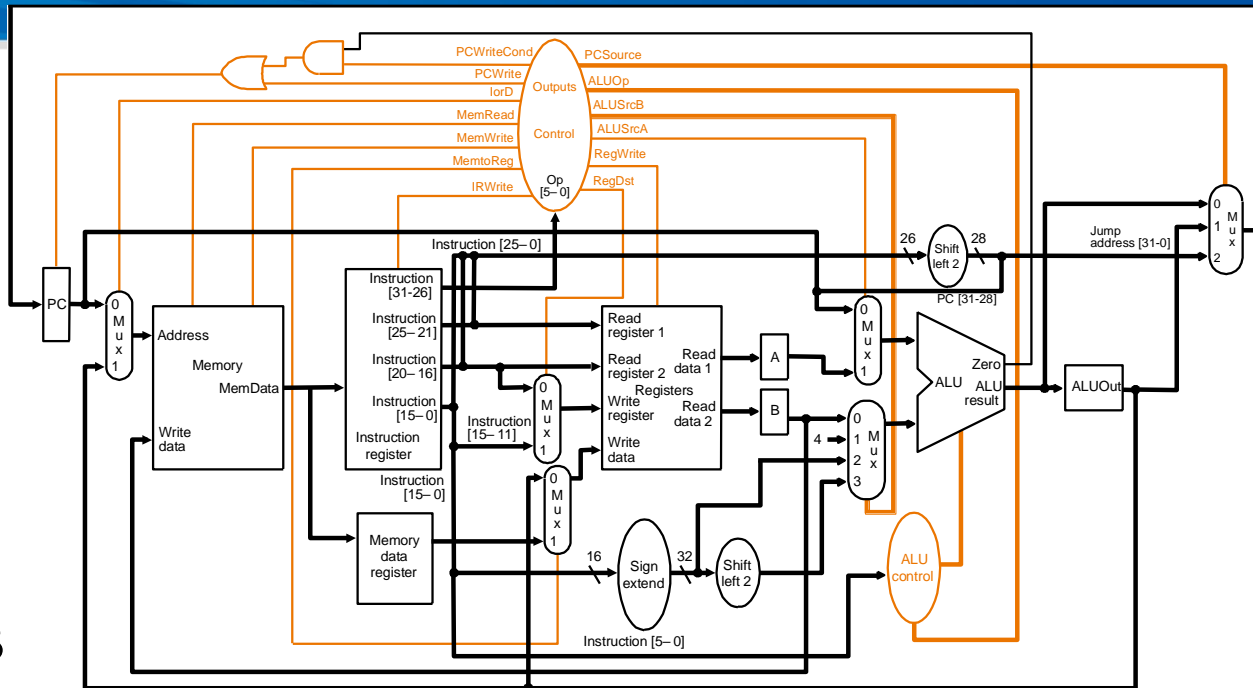 PCWriteCond
PCWrite
IorD
MemRead
MemWrite
MemtoReg
IRWrite
Outputs
Control
Op
[5–0]
PCSource
ALUOp
ALUSrcB
ALUSrcA
RegWrite
RegDst
PC
0
M
u
x
1
Address
Memory
MemData
Write
data
Instruction [25–0]
Instruction
[31-26]
Instruction
[25–21]
Instruction
[20–16]
Instruction
[15–0]
Instruction
register
Instruction
[15–0]
Memory
data
register
Instruction
[15–11]
0
M
u
x
1
0
M
u
x
1
Read
register 1
Read
register 2
Registers
Write
register
Write
data
Read
data 1
Read
data 2
16
Sign
extend
32
Shift
left 2
Instruction [5–0]
A
B
4
0
M
u
x
1
0
1
2
3
M
u
x
26
Shift
left 2
28
PC [31-28]
Jump
address [31-0]
Zero
ALU
ALU
result
ALUOut
ALU
control
0
1
2
M
u
x